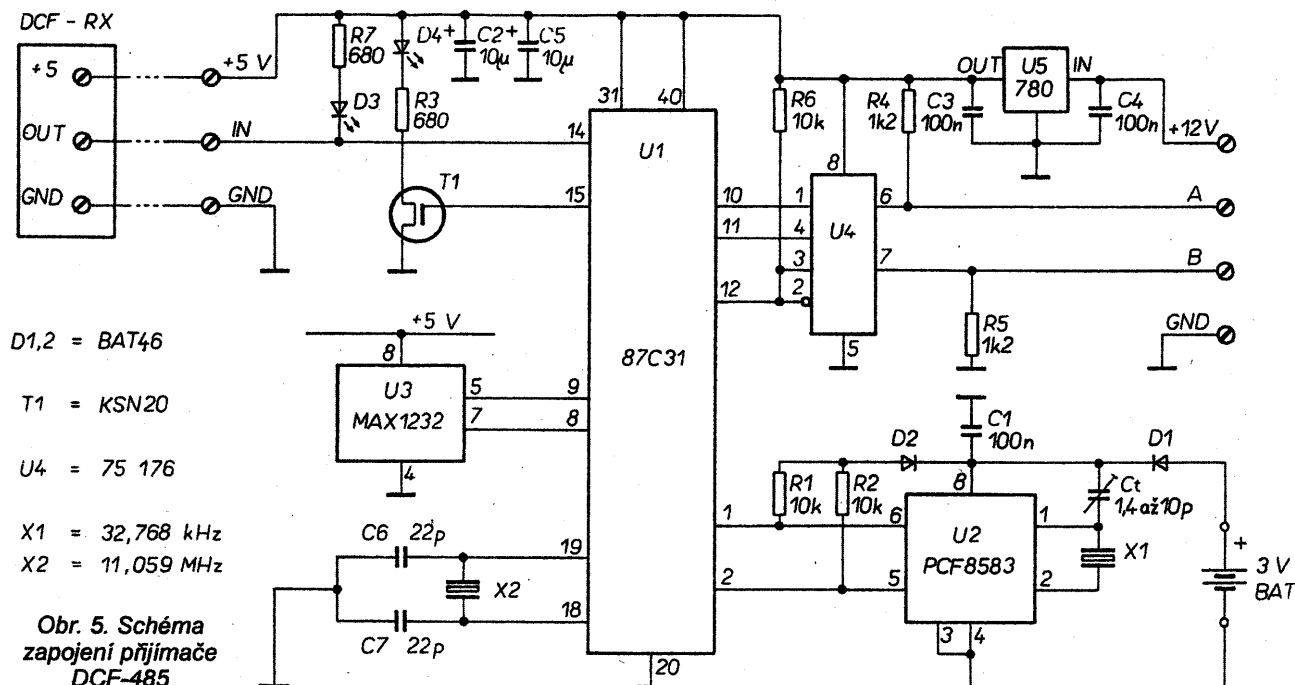 DCF - RX
+5
OUT
GND
+5 V
IN
GND
R7
680
D3
D4
+
C2
10µ
+
C5
10µ
R3
680
T1
31
40
14
15
U1
87C31
10
11
12
9
8
1
2
19
18
20
R6
10k
R4
1k2
C3
100n
OUT
U5
780
IN
C4
100n
+12V
A
B
GND
8
1
4
3
2
U4
6
7
5
R5
1k2
D1,2 = BAT46
T1 = KSN20
U4 = 75 176
X1 = 32,768 kHz
X2 = 11,059 MHz
+5 V
8
U3
MAX1232
5
7
4
C6 22p
X2
C7 22p
C1
100n
D2
D1
R1
10k
R2
10k
8
6
5
U2
PCF8583
1
2
3
4
Ct
1,4 až 10p
X1
+
3 V
BAT
Obr. 5. Schéma
zapojení přijímače
DCF-485